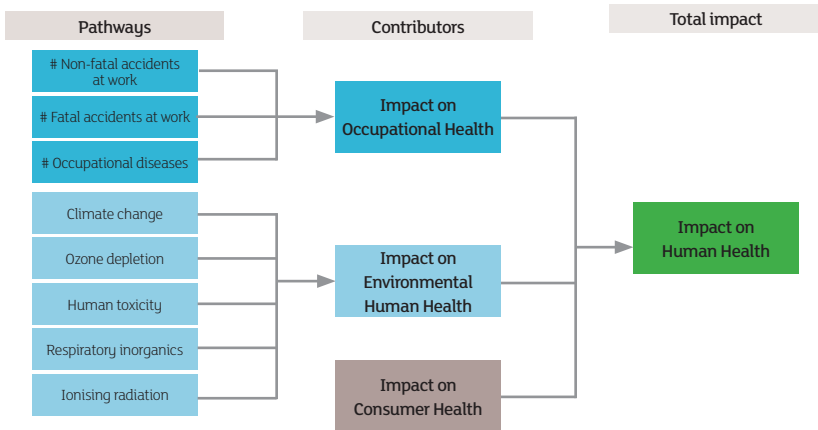 Pathways
Contributors
Total impact
# Non-fatal accidents
at work
# Fatal accidents at work
# Occupational diseases
Climate change
Ozone depletion
Human toxicity
Respiratory inorganics
Ionising radiation
Impact on
Occupational Health
Impact on
Environmental
Human Health
Impact on
Consumer Health
Impact on
Human Health